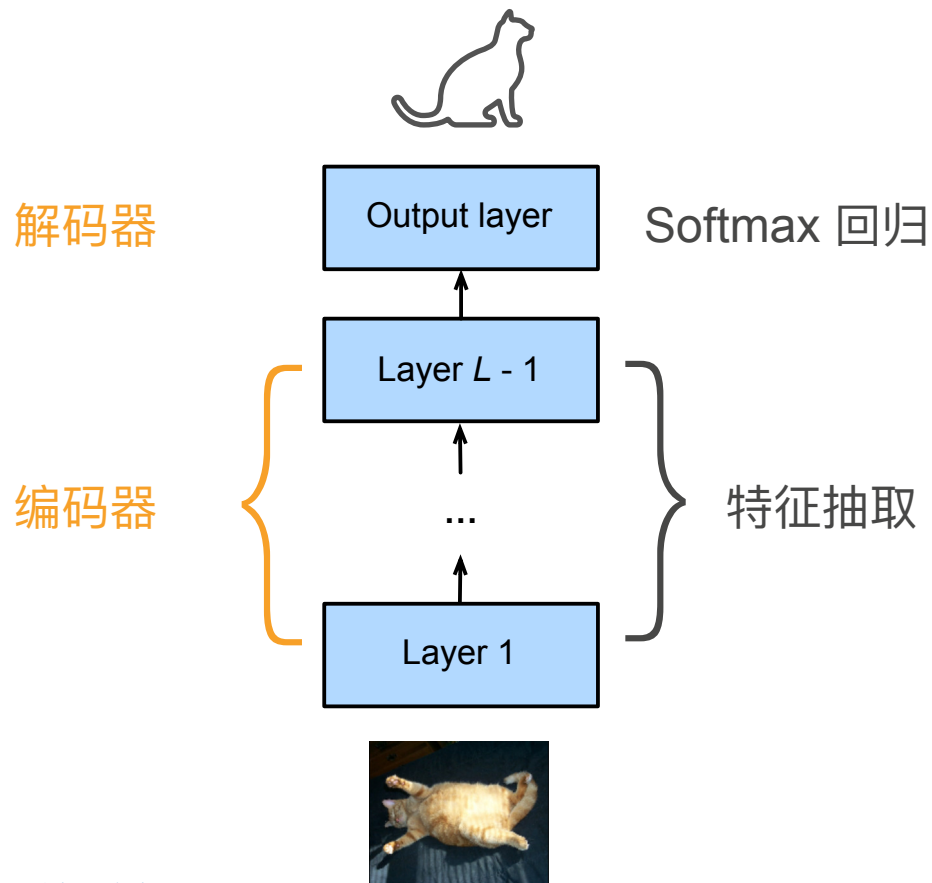 解码器
Output layer
Softmax 回归
Layer L - 1
编码器
...
特征抽取
Layer 1